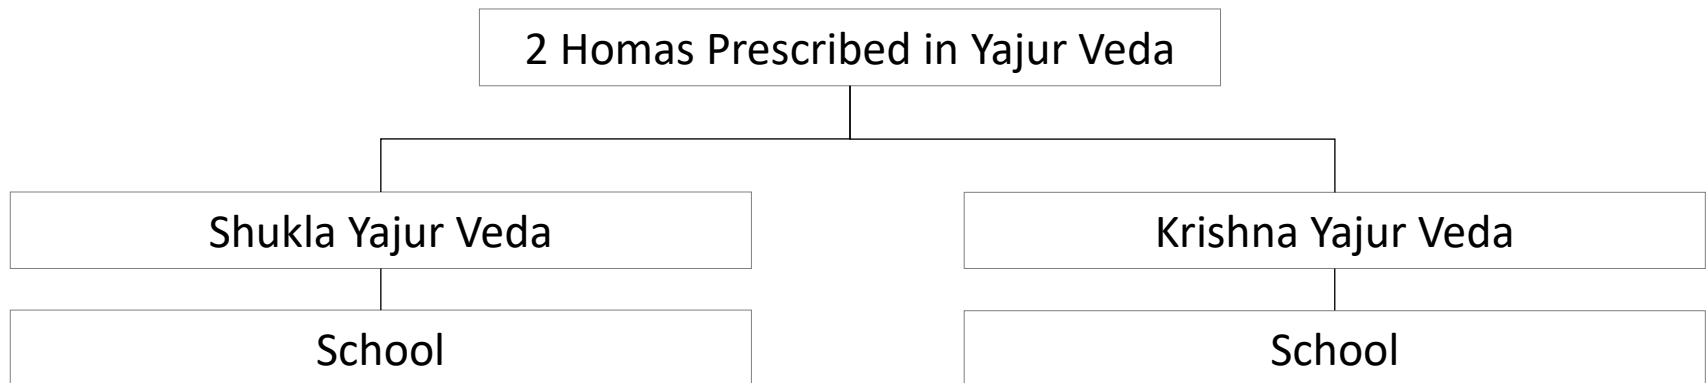 2 Homas Prescribed in Yajur Veda
Shukla Yajur Veda
Krishna Yajur Veda
School
School